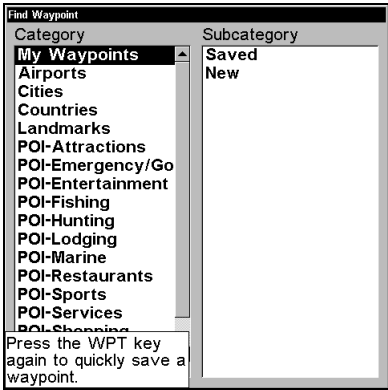 Find Waypoint
Category
My Waypoints
Airports
Cities
Countries
Landmarks
POI-Attractions
POI-Emergency/Go
POI-Entertainment
POI-Fishing
POI-Hunting
POI-Lodging
POI-Marine
POI-Restaurants
POI-Sports
POI-Services
POI-Shopping
Subcategory
Saved
New
Press the WPT key
again to quickly save a
waypoint.